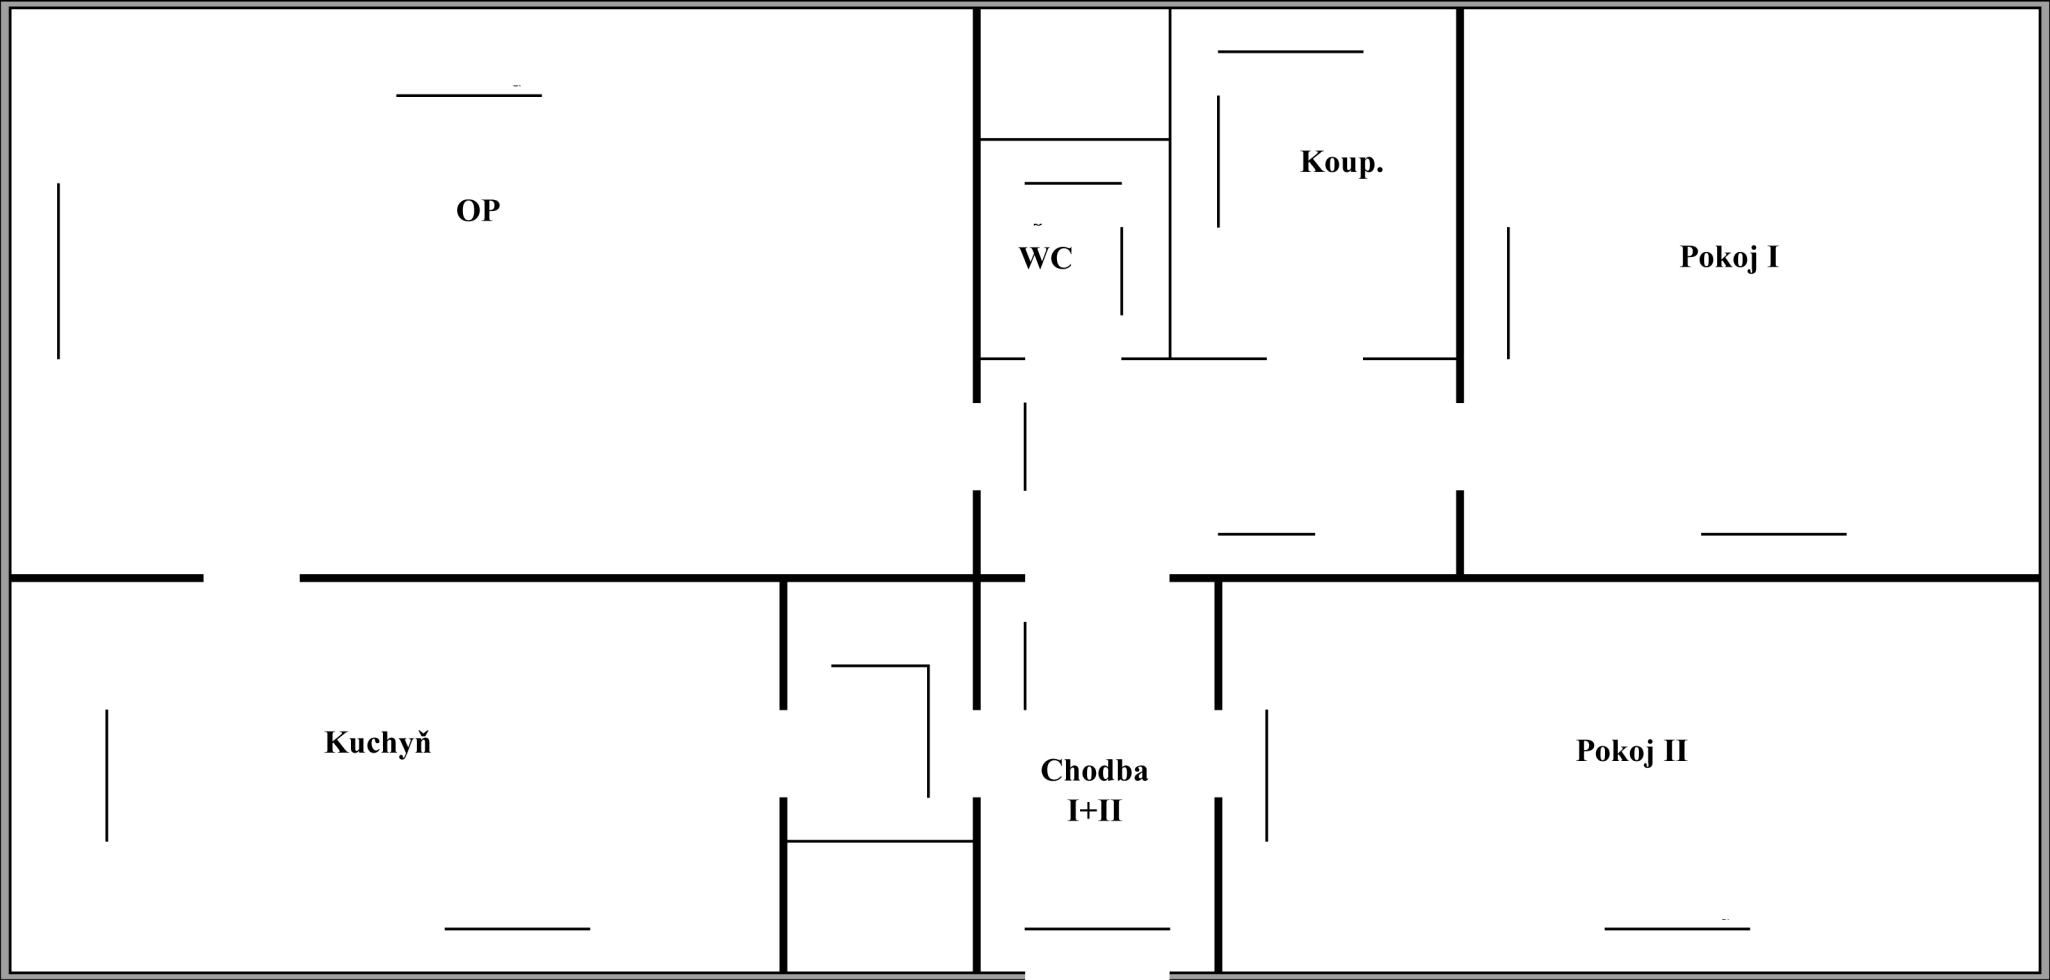 OP
Koup.
WC
Pokoj I
Kuchyň
Chodba
I+II
Pokoj II